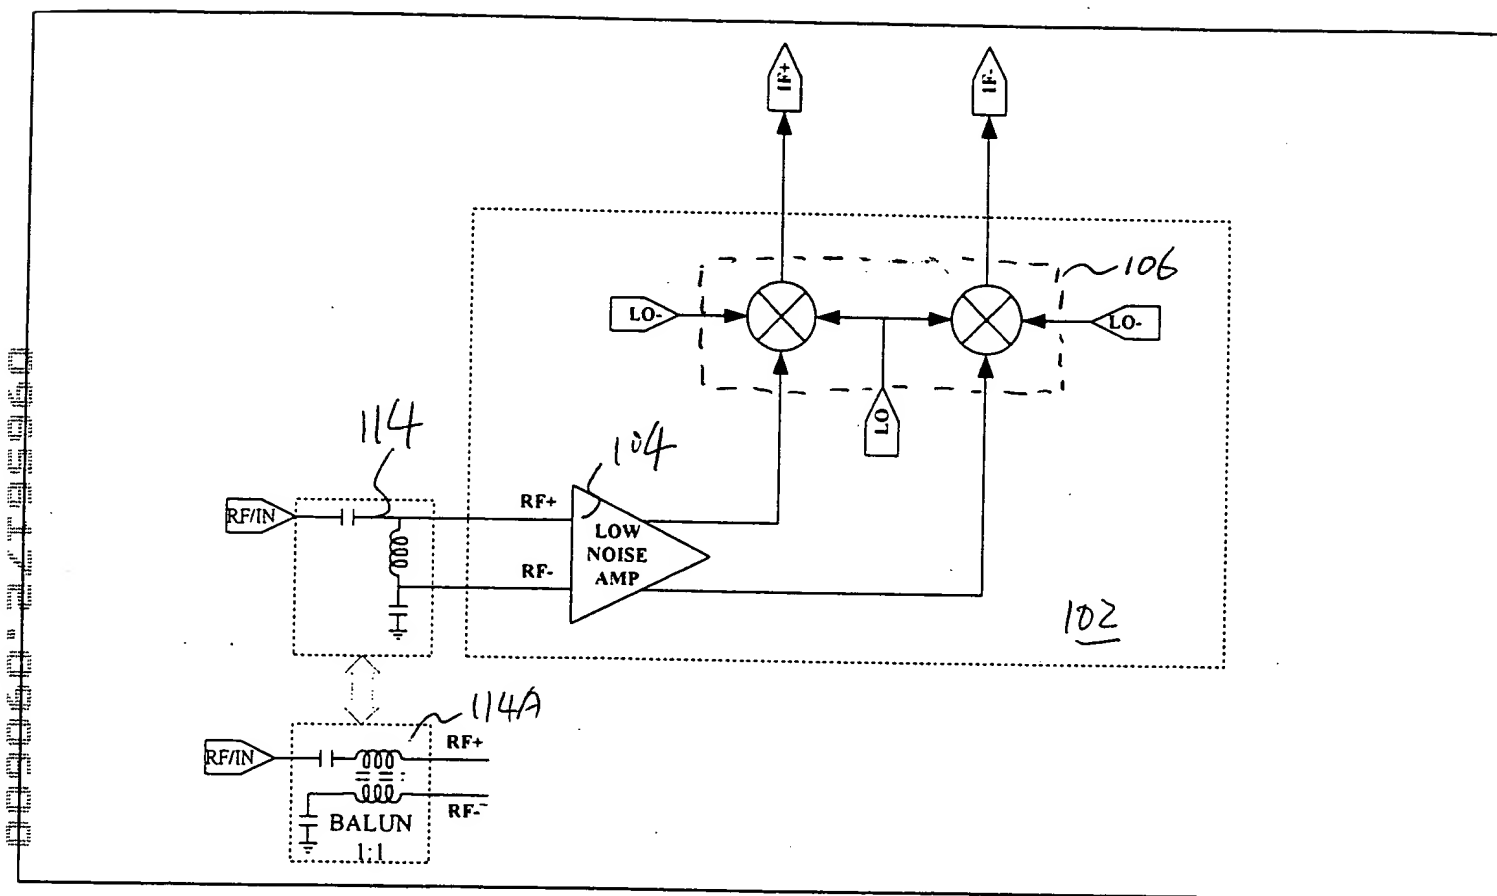 IF+
IF-
106
LO-
LO-
LO
114
104
RF/IN
RF+
LOW
NOISE
AMP
RF-
102
114A
RF/IN
RF+
RF-
BALUN
1:1